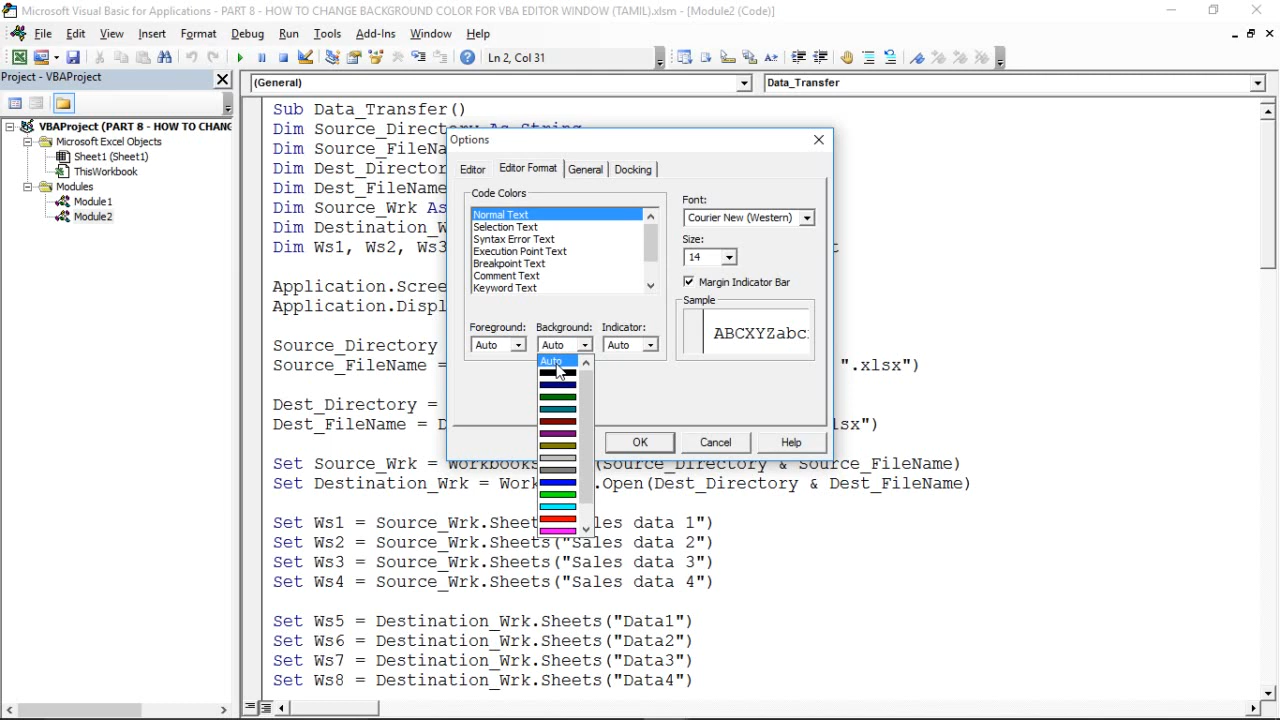 Microsoft Visual Basic for Applications - PART 8 - HOW TO CHANGE BACKGROUND COLOR FOR VBA EDITOR WINDOW (TAMIL).xlsm - [Module2 (Code)]
File Edit View Insert Format Debug Run Tools Add-Ins Window Help
Ln 2, Col 31
Project - VBAProject
(General)
Data_Transfer
VBAProject (PART 8 - HOW TO CHANG
Microsoft Excel Objects
Sheet1 (Sheet1)
ThisWorkbook
Modules
Module1
Module2
Sub Data_Transfer()
Dim Source_Directory As String
Dim Source_FileNa
Dim Dest_Director
Dim Dest_FileName
Dim Source_Wrk As
Dim Destination_W
Dim Ws1, Ws2, Ws3
Application.Scree
Application.Displ
Source_Directory
Source_FileName = ".xlsx")
Dest_Directory =
Dest_FileName = D lsx")
Set Source_Wrk = Workbooks (Source_Directory & Source_FileName)
Set Destination_Wrk = Work .Open(Dest_Directory & Dest_FileName)
Set Ws1 = Source_Wrk.Sheet les data 1")
Set Ws2 = Source_Wrk.Sheets("Sales data 2")
Set Ws3 = Source_Wrk.Sheets("Sales data 3")
Set Ws4 = Source_Wrk.Sheets("Sales data 4")
Set Ws5 = Destination_Wrk.Sheets("Data1")
Set Ws6 = Destination_Wrk.Sheets("Data2")
Set Ws7 = Destination_Wrk.Sheets("Data3")
Set Ws8 = Destination_Wrk.Sheets("Data4")
Options
Editor Editor Format General Docking
Code Colors
Normal Text
Selection Text
Syntax Error Text
Execution Point Text
Breakpoint Text
Comment Text
Keyword Text
Foreground: Background: Indicator:
Auto Auto Auto
Auto
Font:
Courier New (Western)
Size:
14
Margin Indicator Bar
Sample
ABCXYZabc
OK Cancel Help